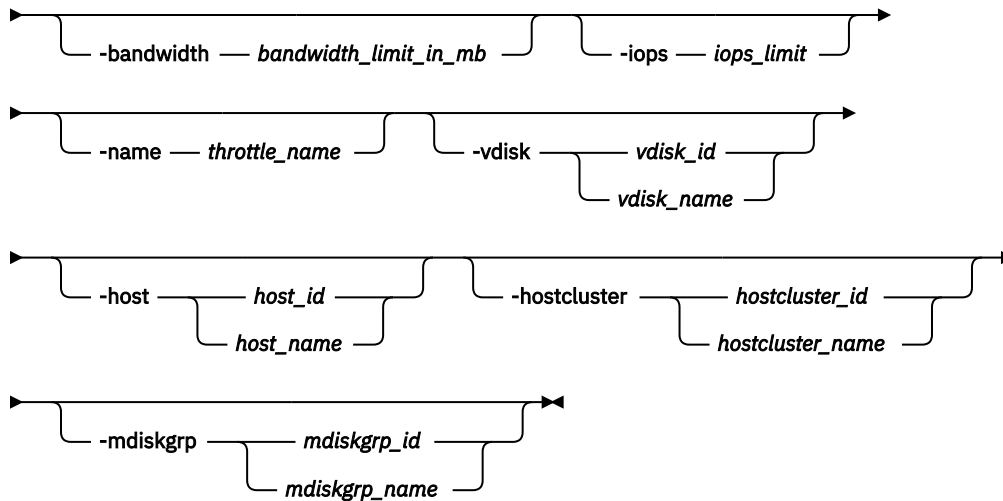 -bandwidth bandwidth_limit_in_mb -iops iops_limit
-name throttle_name -vdisk vdisk_id
vdisk_name
-host host_id -hostcluster hostcluster_id
host_name hostcluster_name
-mdiskgrp mdiskgrp_id
mdiskgrp_name